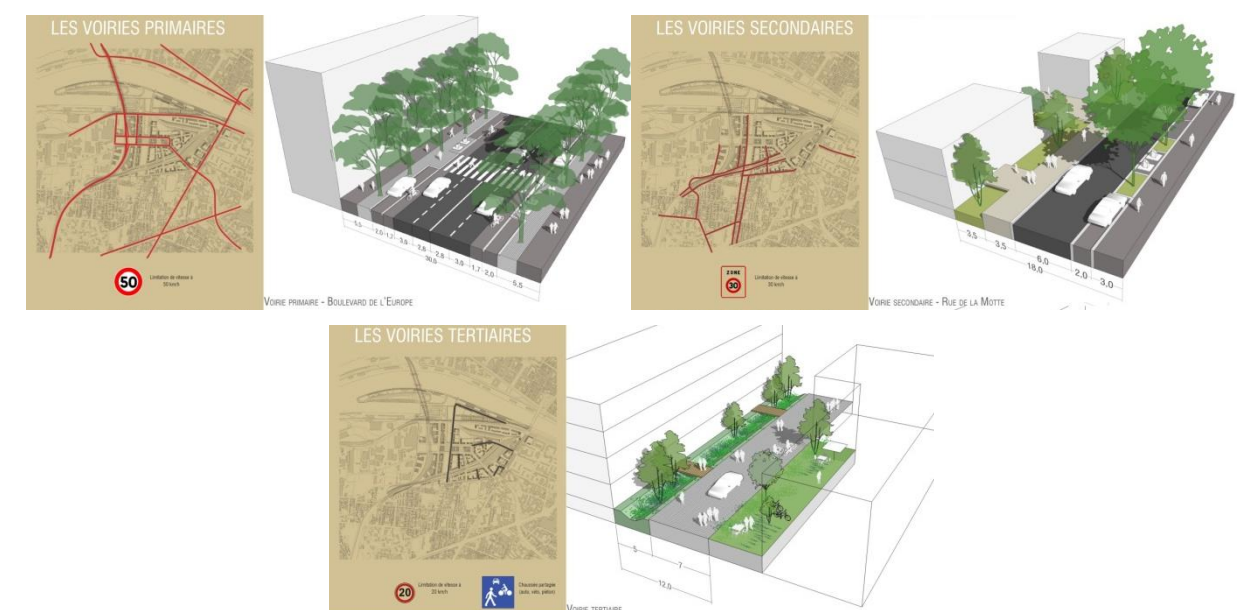 LES VOIRIES PRIMAIRES
50
Limitation de vitesse à
50 km/h
5,5 2,0 1,7 3,6 2,8 2,8 3,6 1,7 2,0 5,5
30,5
VOIRIE PRIMAIRE - BOULEVARD DE L'EUROPE
LES VOIRIES SECONDAIRES
ZONE
30
Limitation de vitesse à
30 km/h
3,5 3,5 6,0 2,0 3,0
18,0
VOIRIE SECONDAIRE - RUE DE LA MOTTE
LES VOIRIES TERTIAIRES
20
Limitation de vitesse à
20 km/h
Chaussée partagée
(auto, vélo, piéton)
5 7
12,0
VOIRIE TERTIAIRE